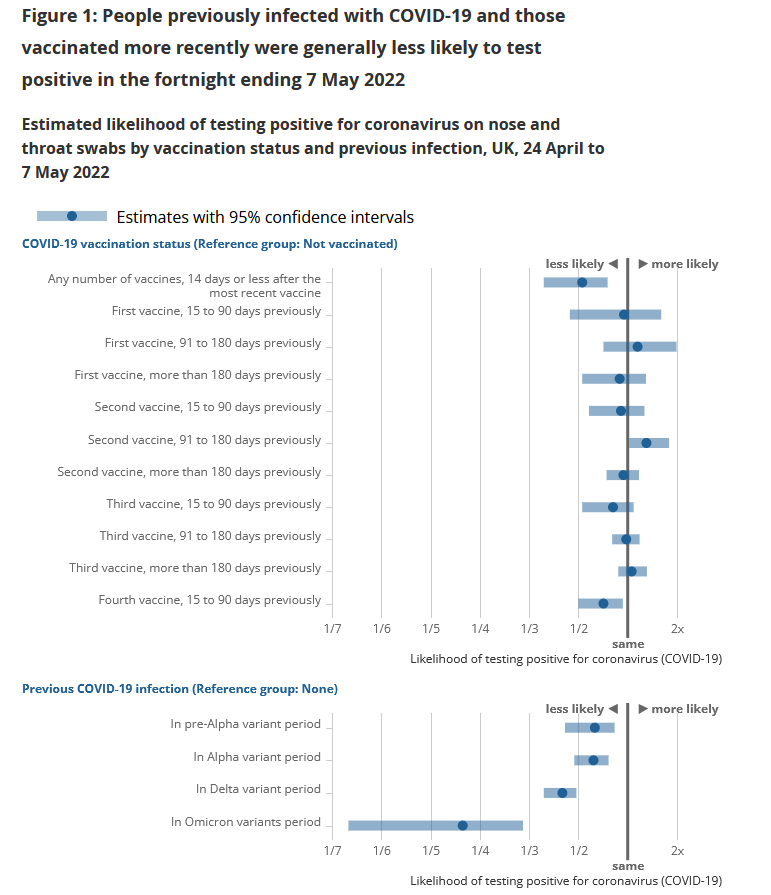 Figure 1: People previously infected with COVID-19 and those
vaccinated more recently were generally less likely to test
positive in the fortnight ending 7 May 2022
Estimated likelihood of testing positive for coronavirus on nose and
throat swabs by vaccination status and previous infection, UK, 24 April to
7 May 2022
Estimates with 95% confidence intervals
COVID-19 vaccination status (Reference group: Not vaccinated)
less likely ◀ ▶ more likely
Any number of vaccines, 14 days or less after the
most recent vaccine
First vaccine, 15 to 90 days previously
First vaccine, 91 to 180 days previously
First vaccine, more than 180 days previously
Second vaccine, 15 to 90 days previously
Second vaccine, 91 to 180 days previously
Second vaccine, more than 180 days previously
Third vaccine, 15 to 90 days previously
Third vaccine, 91 to 180 days previously
Third vaccine, more than 180 days previously
Fourth vaccine, 15 to 90 days previously
1/7 1/6 1/5 1/4 1/3 1/2 2x
same
Likelihood of testing positive for coronavirus (COVID-19)
Previous COVID-19 infection (Reference group: None)
less likely ◀ ▶ more likely
In pre-Alpha variant period
In Alpha variant period
In Delta variant period
In Omicron variants period
1/7 1/6 1/5 1/4 1/3 1/2 2x
same
Likelihood of testing positive for coronavirus (COVID-19)